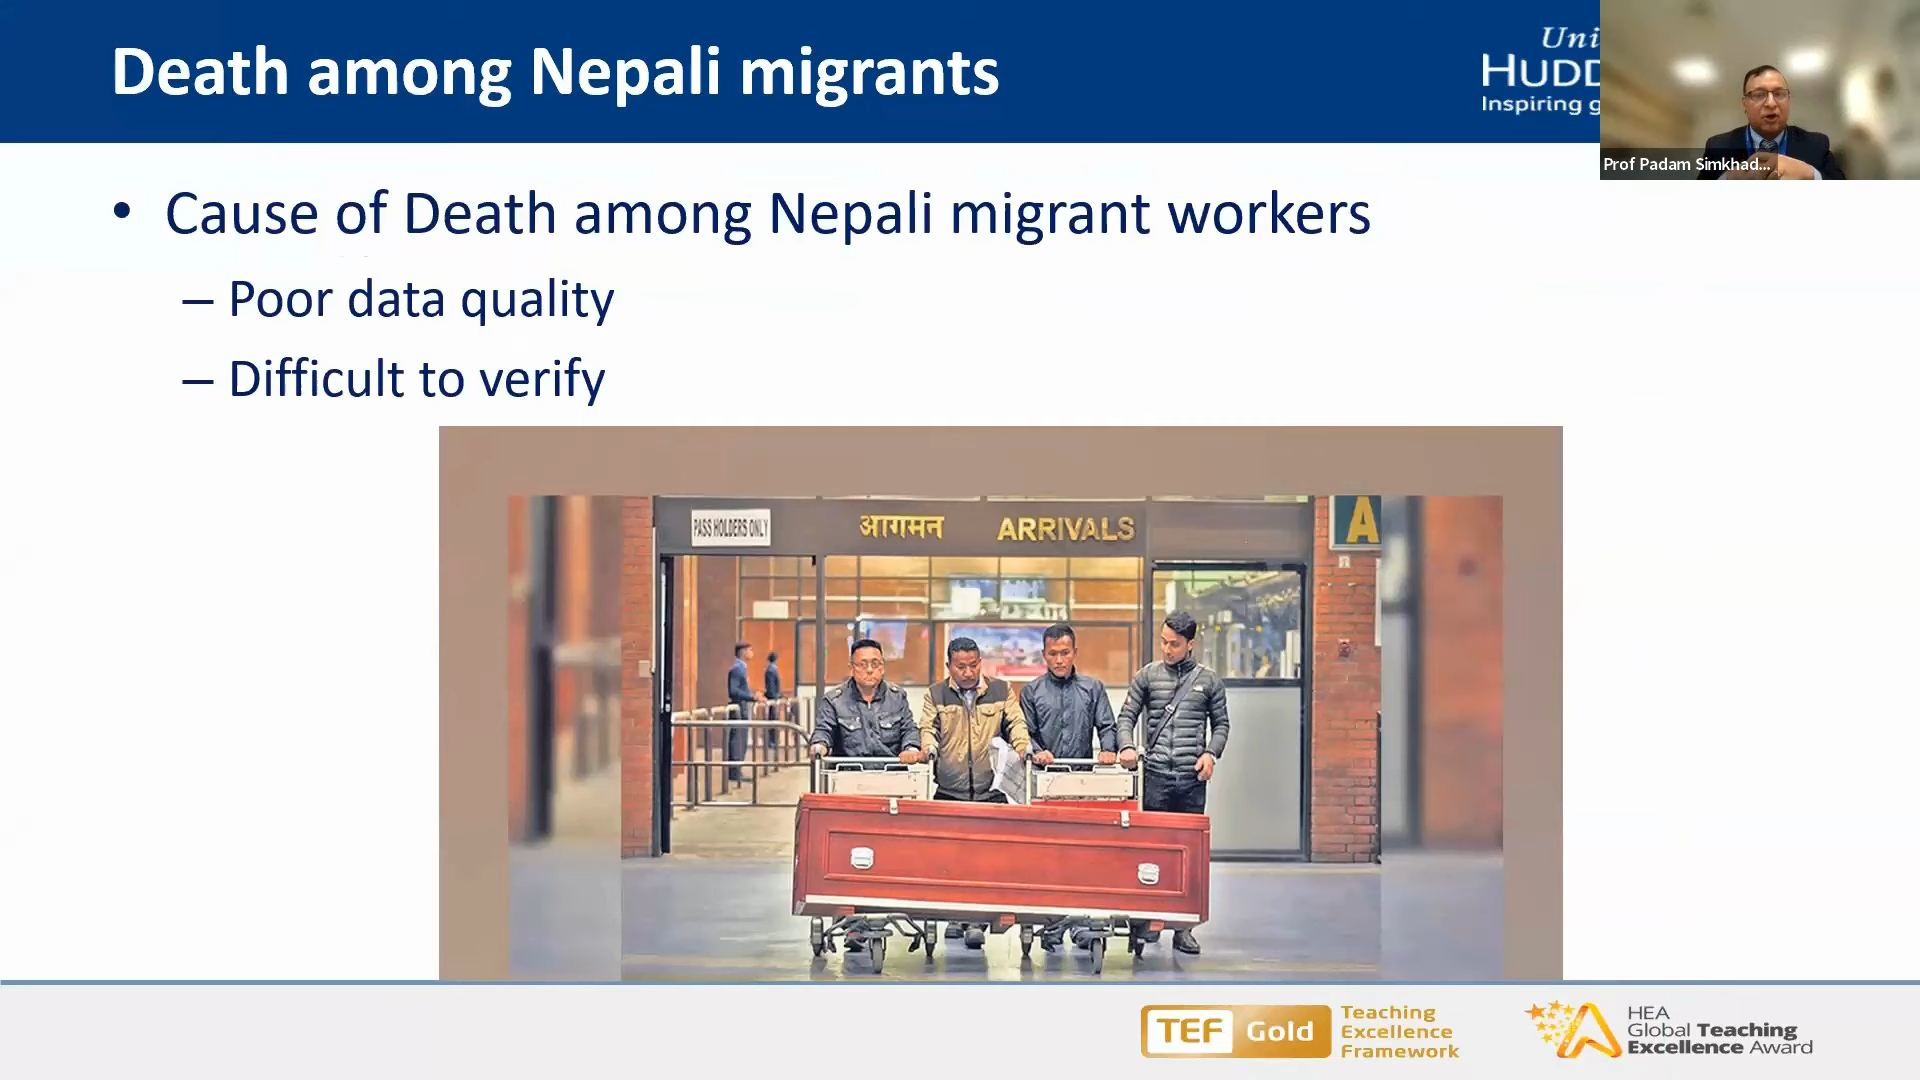 Death among Nepali migrants
Uni
HUDD
Inspiring g
Prof Padam Simkhad...
• Cause of Death among Nepali migrant workers
– Poor data quality
– Difficult to verify
PASS HOLDERS ONLY
आगमन ARRIVALS
A
TEF Gold
Teaching
Excellence
Framework
HEA
Global Teaching
Excellence Award